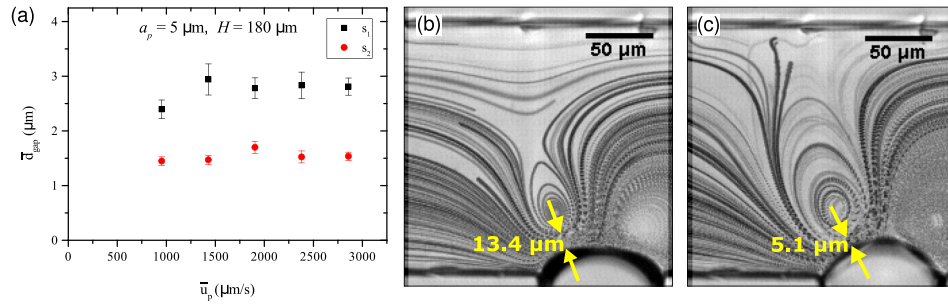 (a)
a_p = 5 μm, H = 180 μm
s_1
s_2
4
3
2
1
0
0 500 1000 1500 2000 2500 3000
d̅_gap (μm)
u̅_p (μm/s)
(b)
50 μm
13.4 μm
(c)
50 μm
5.1 μm